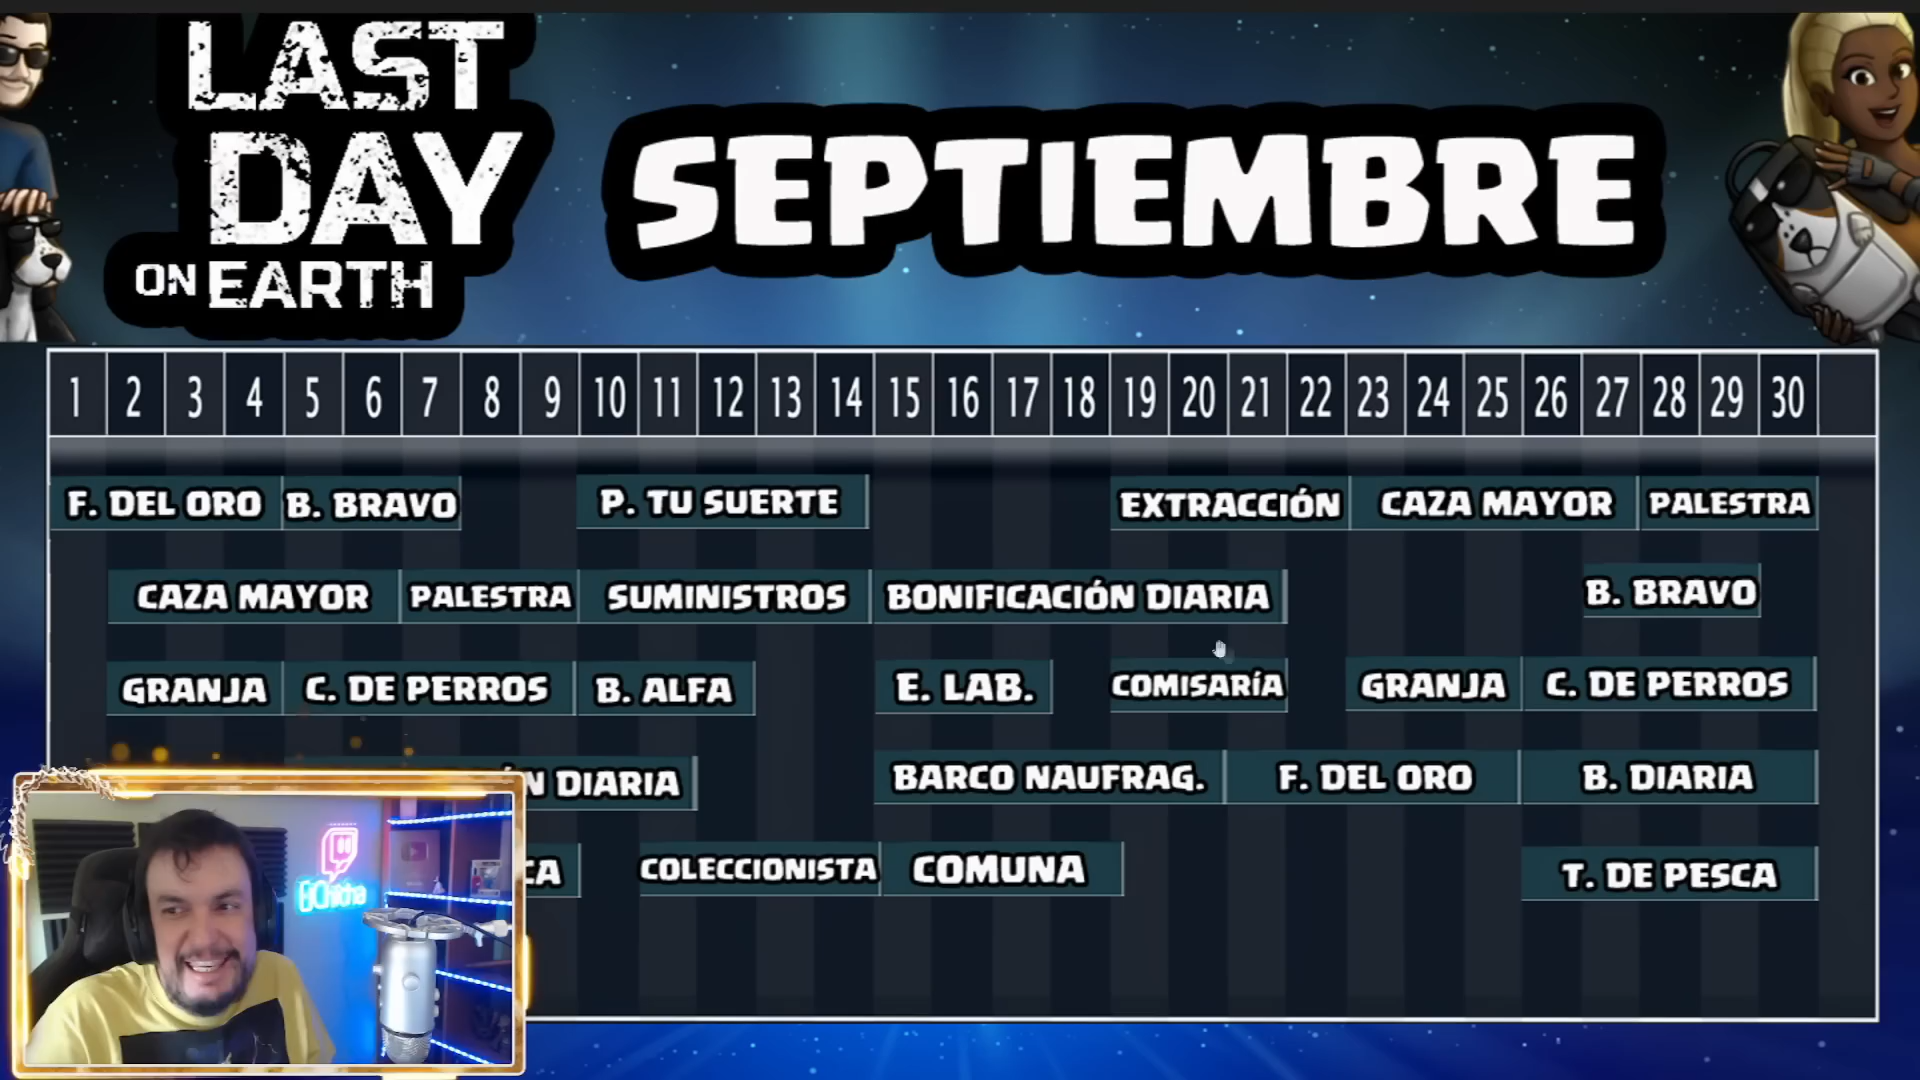 LAST
DAY
ON EARTH
SEPTIEMBRE
1 2 3 4 5 6 7 8 9 10 11 12 13 14 15 16 17 18 19 20 21 22 23 24 25 26 27 28 29 30
F. DEL ORO B. BRAVO P. TU SUERTE EXTRACCIÓN CAZA MAYOR PALESTRA
CAZA MAYOR PALESTRA SUMINISTROS BONIFICACIÓN DIARIA B. BRAVO
GRANJA C. DE PERROS B. ALFA E. LAB. COMISARÍA GRANJA C. DE PERROS
DIARIA BARCO NAUFRAG. F. DEL ORO B. DIARIA
COLECCIONISTA COMUNA T. DE PESCA